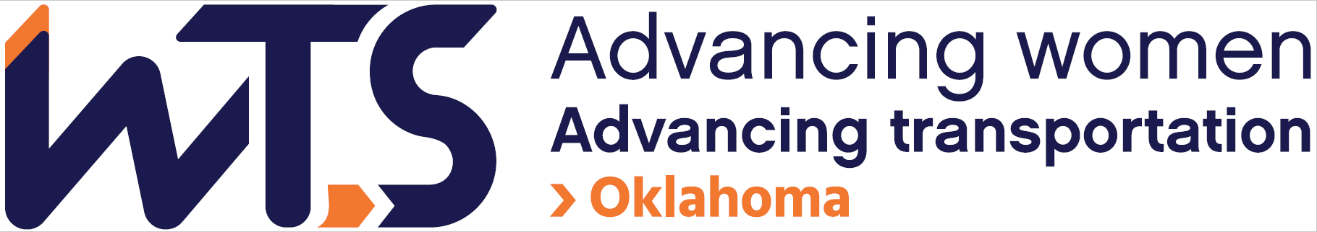 WTS
Advancing women
Advancing transportation
› Oklahoma